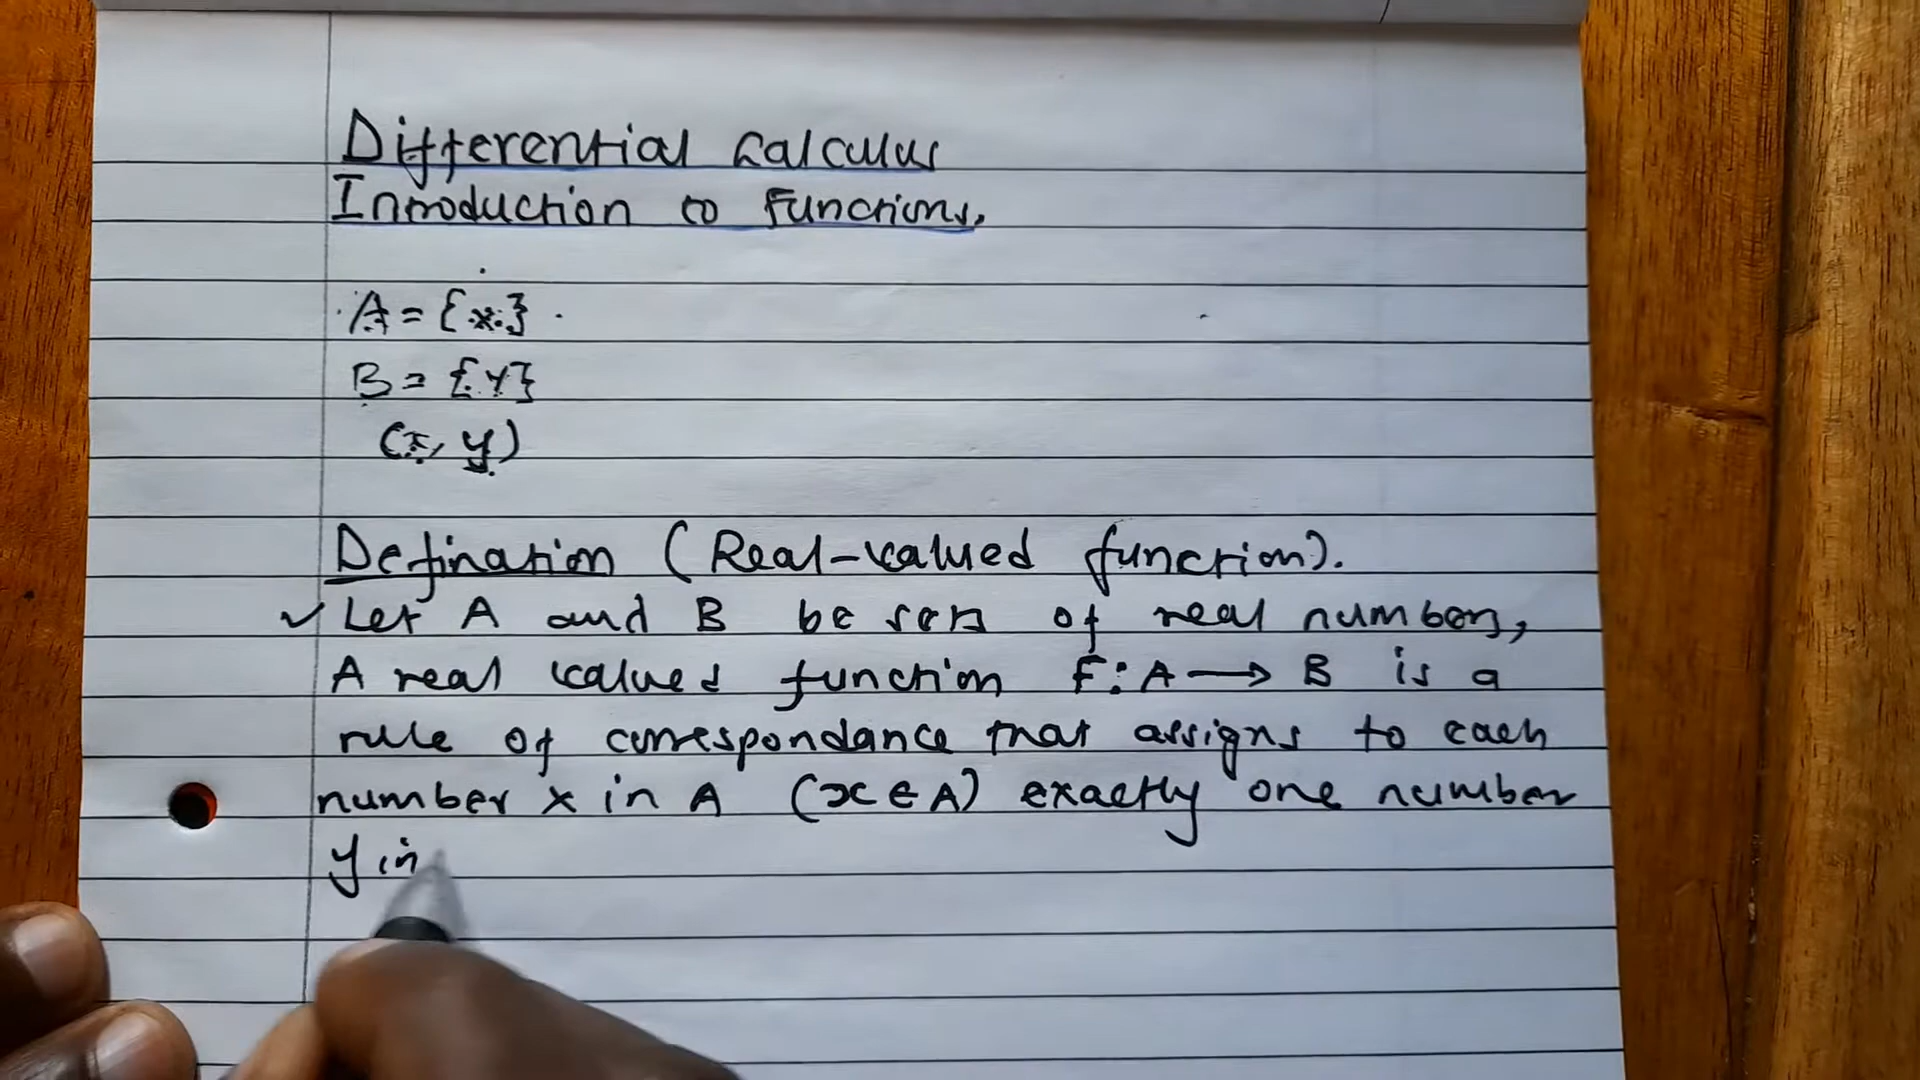 Differential Calculus
Introduction to Functions.
A = {x}
B = {Y}
(x, y)
Defination (Real-valued function).
✓ Let A and B be sets of real numbers,
A real valued function F: A → B is a
rule of correspondance that assigns to each
number x in A (x ∈ A) exactly one number
y in